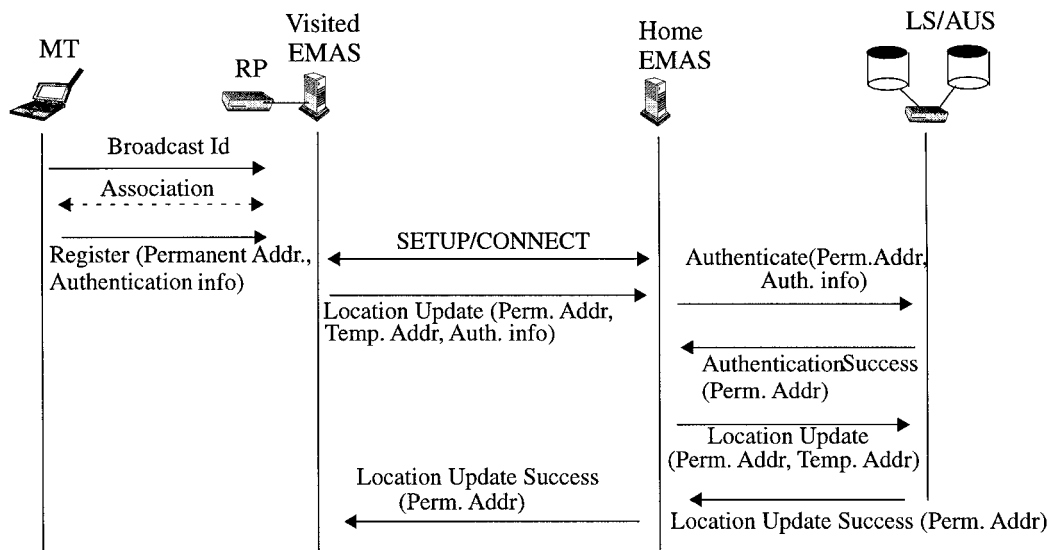 MT
RP
Visited
EMAS
Home
EMAS
LS/AUS
Broadcast Id
Association
Register (Permanent Addr.,
Authentication info)
SETUP/CONNECT
Location Update (Perm. Addr,
Temp. Addr, Auth. info)
Authenticate(Perm.Addr,
Auth. info)
AuthenticationSuccess
(Perm. Addr)
Location Update
(Perm. Addr, Temp. Addr)
Location Update Success (Perm. Addr)
Location Update Success
(Perm. Addr)